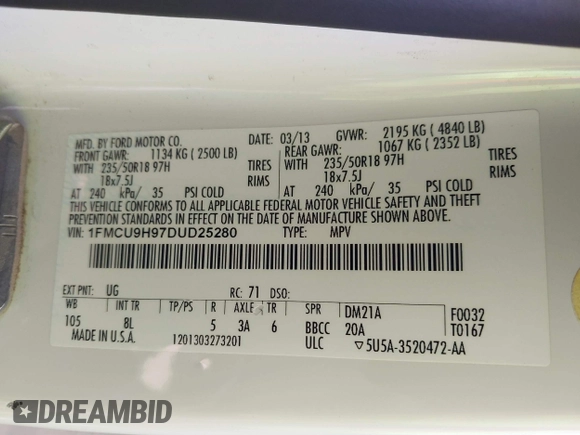 MFD. BY FORD MOTOR CO.
DATE: 03/13 GVWR: 2195 KG ( 4840 LB)
FRONT GAWR: 1134 KG ( 2500 LB) REAR GAWR: 1067 KG ( 2352 LB)
WITH 235/50R18 97H TIRES WITH 235/50R18 97H TIRES
18x7.5J RIMS 18x7.5J RIMS
AT 240 kPa/ 35 PSI COLD AT 240 kPa/ 35 PSI COLD
THIS VEHICLE CONFORMS TO ALL APPLICABLE FEDERAL MOTOR VEHICLE SAFETY AND THEFT
PREVENTION STANDARDS IN EFFECT ON THE DATE OF MANUFACTURE SHOWN ABOVE.
VIN: 1FMCU9H97DUD25280 TYPE: MPV
EXT PNT: UG RC: 71 DSO:
WB INT TR TP/PS R AXLE TR SPR DM21A F0032
105 8L 5 3A 6 BBCC 20A T0167
MADE IN U.S.A. 1201303273201 ULC ▽5U5A-3520472-AA
DREAMBID